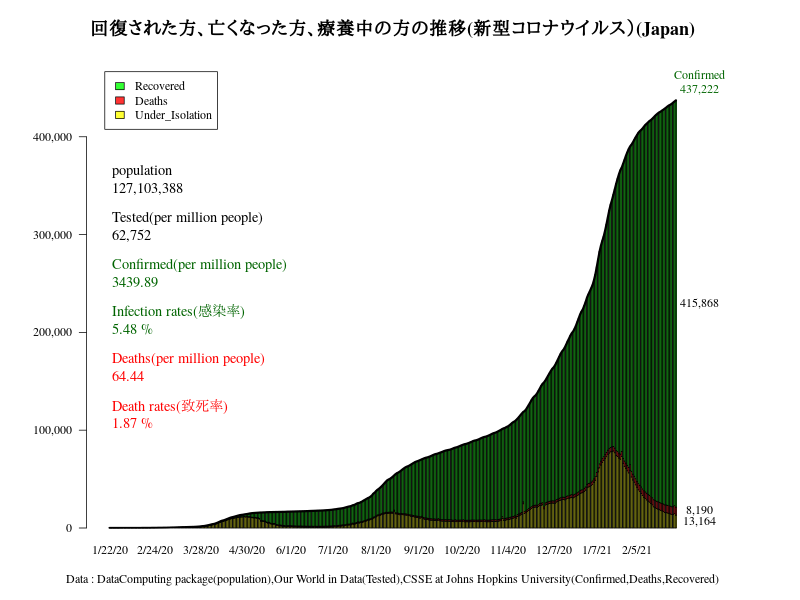 回復された方、亡くなった方、療養中の方の推移(新型コロナウイルス)(Japan)
Confirmed
437,222
Recovered
Deaths
Under_Isolation
400,000
300,000
200,000
100,000
0
population
127,103,388
Tested(per million people)
62,752
Confirmed(per million people)
3439.89
Infection rates(感染率)
5.48 %
Deaths(per million people)
64.44
Death rates(致死率)
1.87 %
415,868
8,190
13,164
1/22/20 2/24/20 3/28/20 4/30/20 6/1/20 7/1/20 8/1/20 9/1/20 10/2/20 11/4/20 12/7/20 1/7/21 2/5/21
Data : DataComputing package(population),Our World in Data(Tested),CSSE at Johns Hopkins University(Confirmed,Deaths,Recovered)